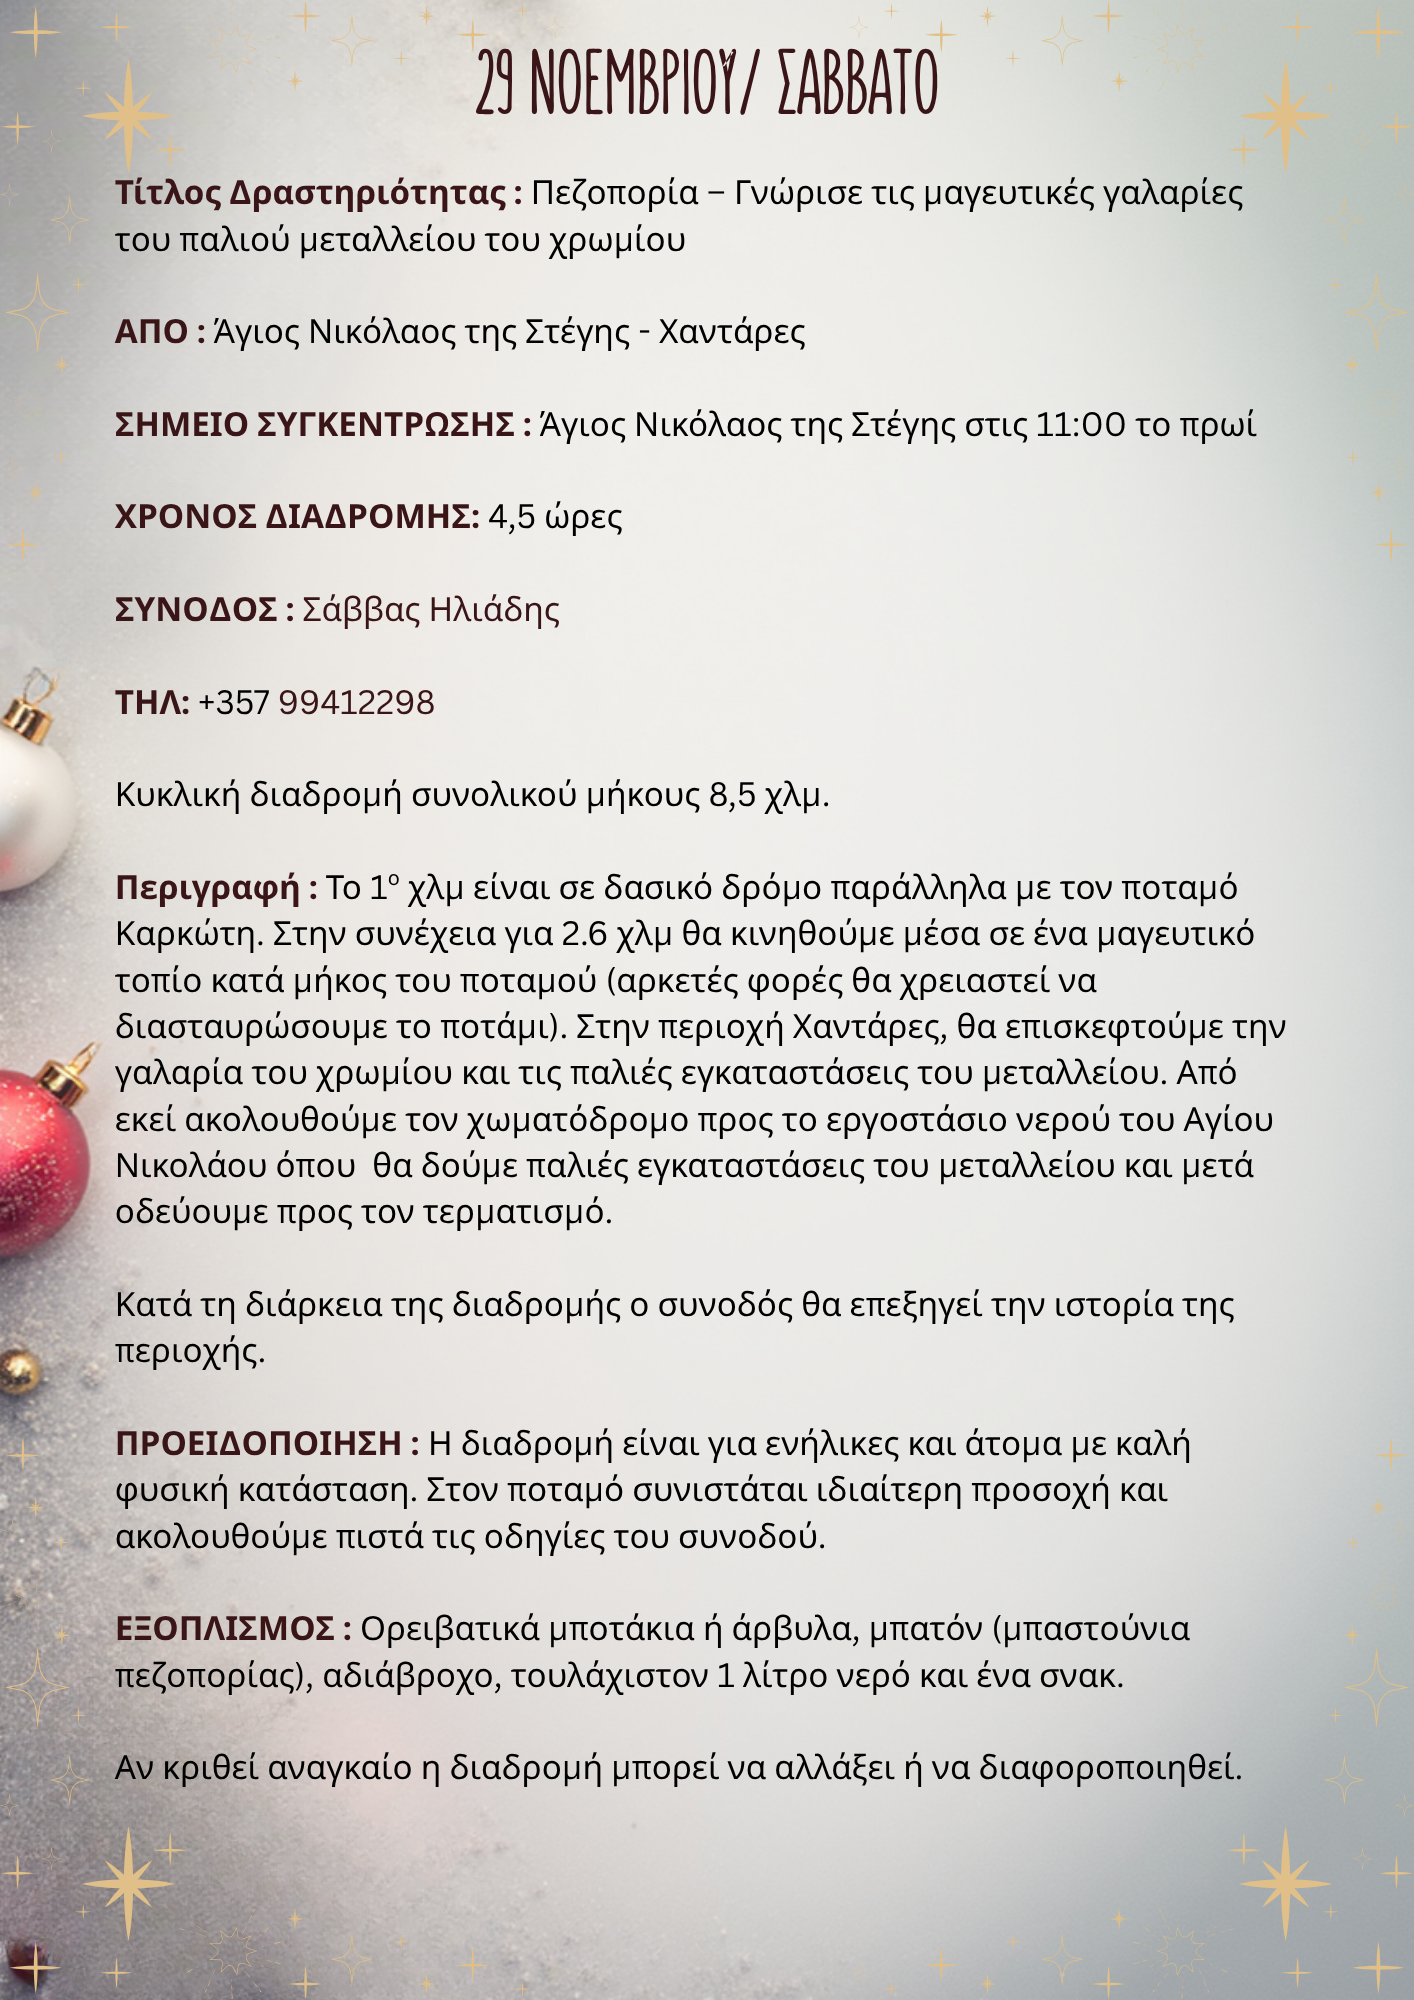 29 ΝΟΕΜΒΡΙΟΥ/ ΣΑΒΒΑΤΟ
Τίτλος Δραστηριότητας : Πεζοπορία – Γνώρισε τις μαγευτικές γαλαρίες
του παλιού μεταλλείου του χρωμίου
ΑΠΟ : Άγιος Νικόλαος της Στέγης - Χαντάρες
ΣΗΜΕΙΟ ΣΥΓΚΕΝΤΡΩΣΗΣ : Άγιος Νικόλαος της Στέγης στις 11:00 το πρωί
ΧΡΟΝΟΣ ΔΙΑΔΡΟΜΗΣ: 4,5 ώρες
ΣΥΝΟΔΟΣ : Σάββας Ηλιάδης
ΤΗΛ: +357 99412298
Κυκλική διαδρομή συνολικού μήκους 8,5 χλμ.
Περιγραφή : Το 1º χλμ είναι σε δασικό δρόμο παράλληλα με τον ποταμό
Καρκώτη. Στην συνέχεια για 2.6 χλμ θα κινηθούμε μέσα σε ένα μαγευτικό
τοπίο κατά μήκος του ποταμού (αρκετές φορές θα χρειαστεί να
διασταυρώσουμε το ποτάμι). Στην περιοχή Χαντάρες, θα επισκεφτούμε την
γαλαρία του χρωμίου και τις παλιές εγκαταστάσεις του μεταλλείου. Από
εκεί ακολουθούμε τον χωματόδρομο προς το εργοστάσιο νερού του Αγίου
Νικολάου όπου  θα δούμε παλιές εγκαταστάσεις του μεταλλείου και μετά
οδεύουμε προς τον τερματισμό.
Κατά τη διάρκεια της διαδρομής ο συνοδός θα επεξηγεί την ιστορία της
περιοχής.
ΠΡΟΕΙΔΟΠΟΙΗΣΗ : Η διαδρομή είναι για ενήλικες και άτομα με καλή
φυσική κατάσταση. Στον ποταμό συνιστάται ιδιαίτερη προσοχή και
ακολουθούμε πιστά τις οδηγίες του συνοδού.
ΕΞΟΠΛΙΣΜΟΣ : Ορειβατικά μποτάκια ή άρβυλα, μπατόν (μπαστούνια
πεζοπορίας), αδιάβροχο, τουλάχιστον 1 λίτρο νερό και ένα σνακ.
Αν κριθεί αναγκαίο η διαδρομή μπορεί να αλλάξει ή να διαφοροποιηθεί.